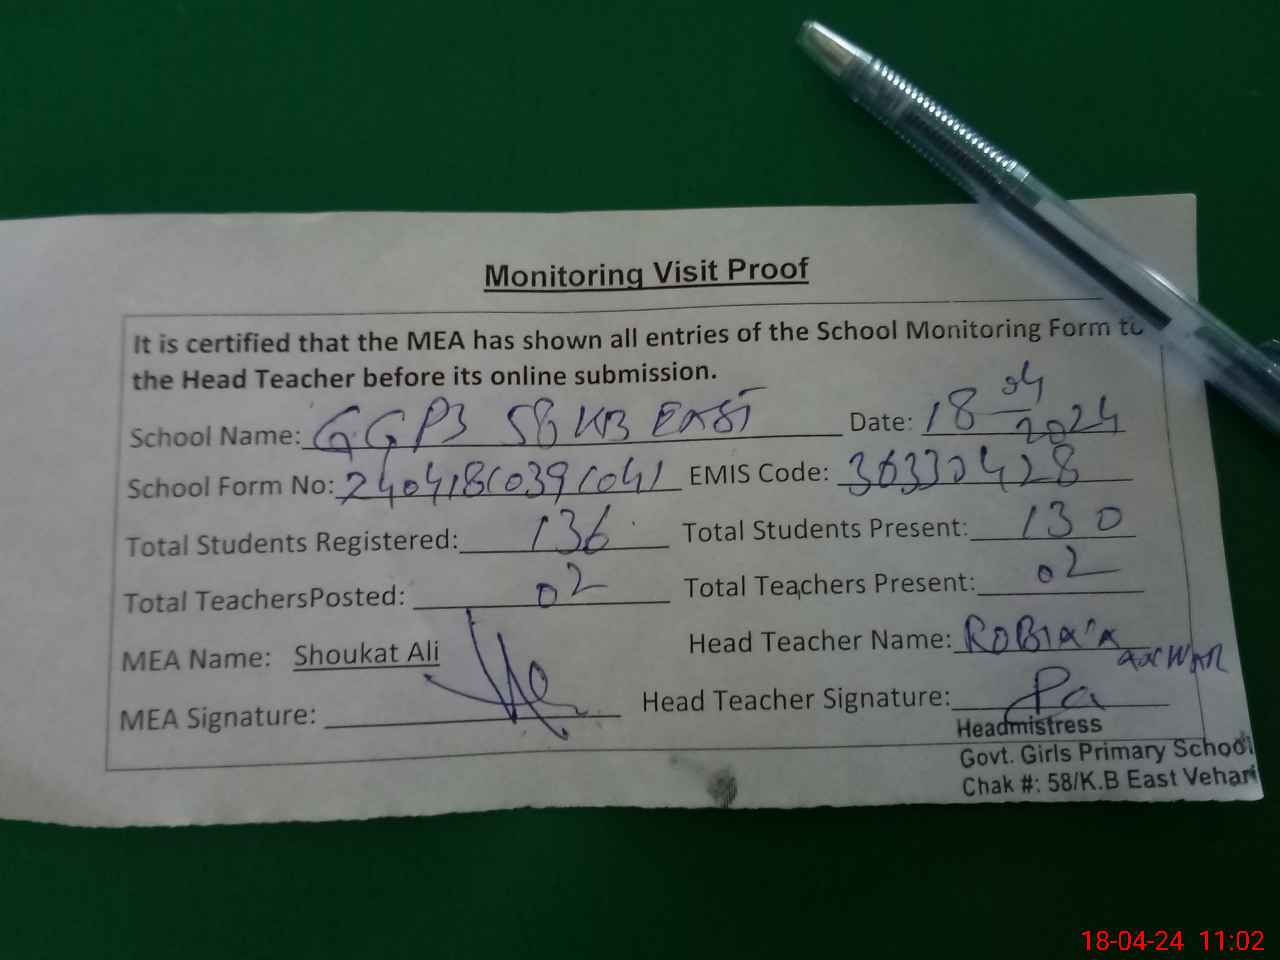 Monitoring Visit Proof
It is certified that the MEA has shown all entries of the School Monitoring Form to
the Head Teacher before its online submission.
School Name: GGPS 58 KB EAST Date: 18-04-2024
School Form No: EMIS Code: 36330428
Total Students Registered: 136 Total Students Present: 130
Total TeachersPosted: 02 Total Teachers Present: 02
MEA Name: Shoukat Ali Head Teacher Name:
MEA Signature: Head Teacher Signature:
Headmistress
Govt. Girls Primary School
Chak #: 58/K.B East Vehari
18-04-24 11:02